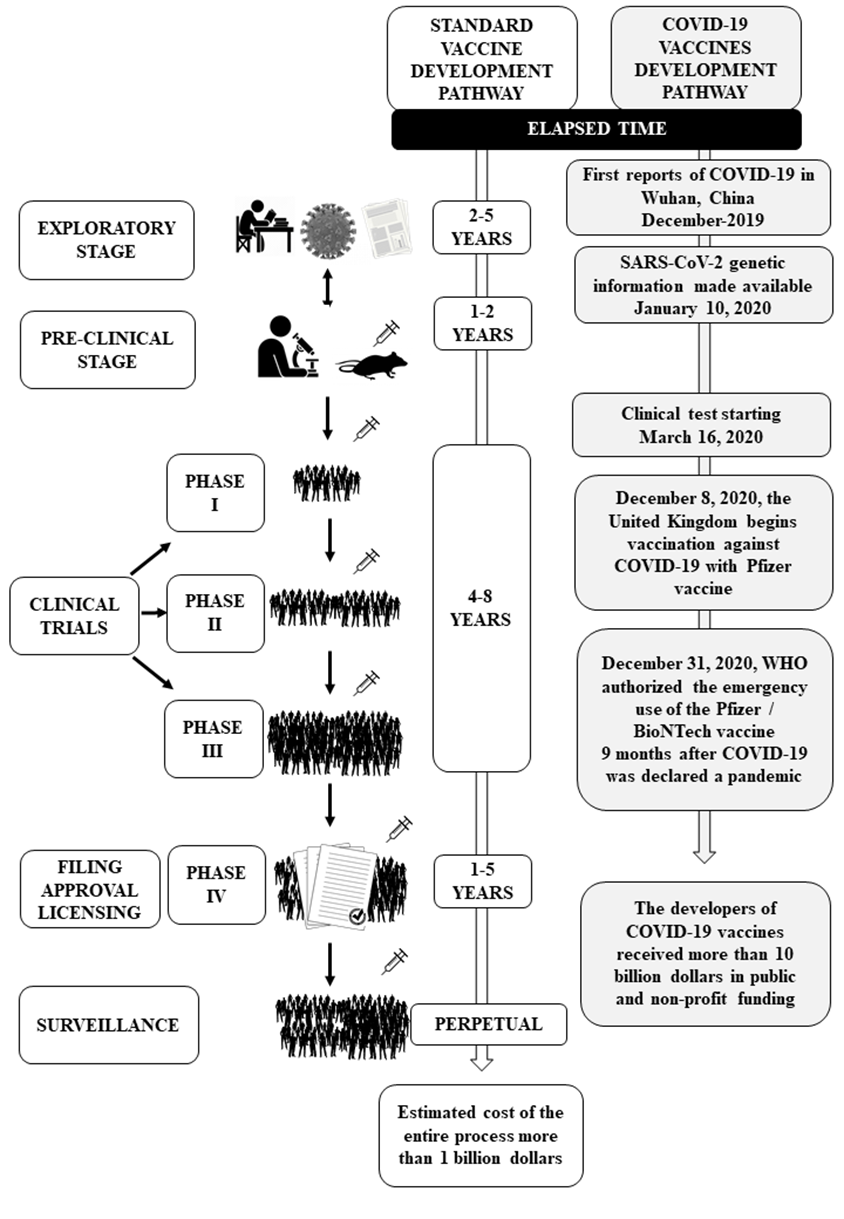 STANDARD
VACCINE
DEVELOPMENT
PATHWAY
COVID-19
VACCINES
DEVELOPMENT
PATHWAY
ELAPSED TIME
EXPLORATORY
STAGE
2-5
YEARS
First reports of COVID-19 in
Wuhan, China
December-2019
PRE-CLINICAL
STAGE
1-2
YEARS
SARS-CoV-2 genetic
information made available
January 10, 2020
CLINICAL
TRIALS
PHASE
I
PHASE
II
PHASE
III
4-8
YEARS
Clinical test starting
March 16, 2020
December 8, 2020, the
United Kingdom begins
vaccination against
COVID-19 with Pfizer
vaccine
December 31, 2020, WHO
authorized the emergency
use of the Pfizer /
BioNTech vaccine
9 months after COVID-19
was declared a pandemic
FILING
APPROVAL
LICENSING
PHASE
IV
1-5
YEARS
The developers of
COVID-19 vaccines
received more than 10
billion dollars in public
and non-profit funding
SURVEILLANCE
PERPETUAL
Estimated cost of the
entire process more
than 1 billion dollars